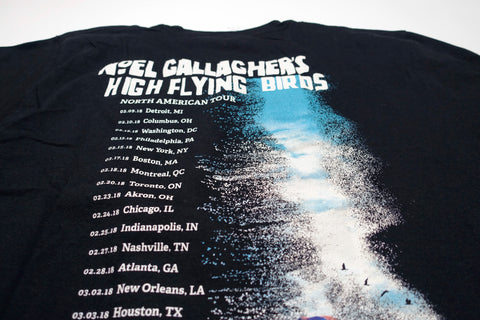 NOEL GALLAGHER'S
HIGH FLYING BIRDS
NORTH AMERICAN TOUR
02.09.18 Detroit, MI
02.10.18 Columbus, OH
02.12.18 Washington, DC
02.13.18 Philadelphia, PA
02.15.18 New York, NY
02.17.18 Boston, MA
02.18.18 Montreal, QC
02.20.18 Toronto, ON
02.23.18 Akron, OH
02.24.18 Chicago, IL
02.25.18 Indianapolis, IN
02.27.18 Nashville, TN
02.28.18 Atlanta, GA
03.02.18 New Orleans, LA
03.03.18 Houston, TX